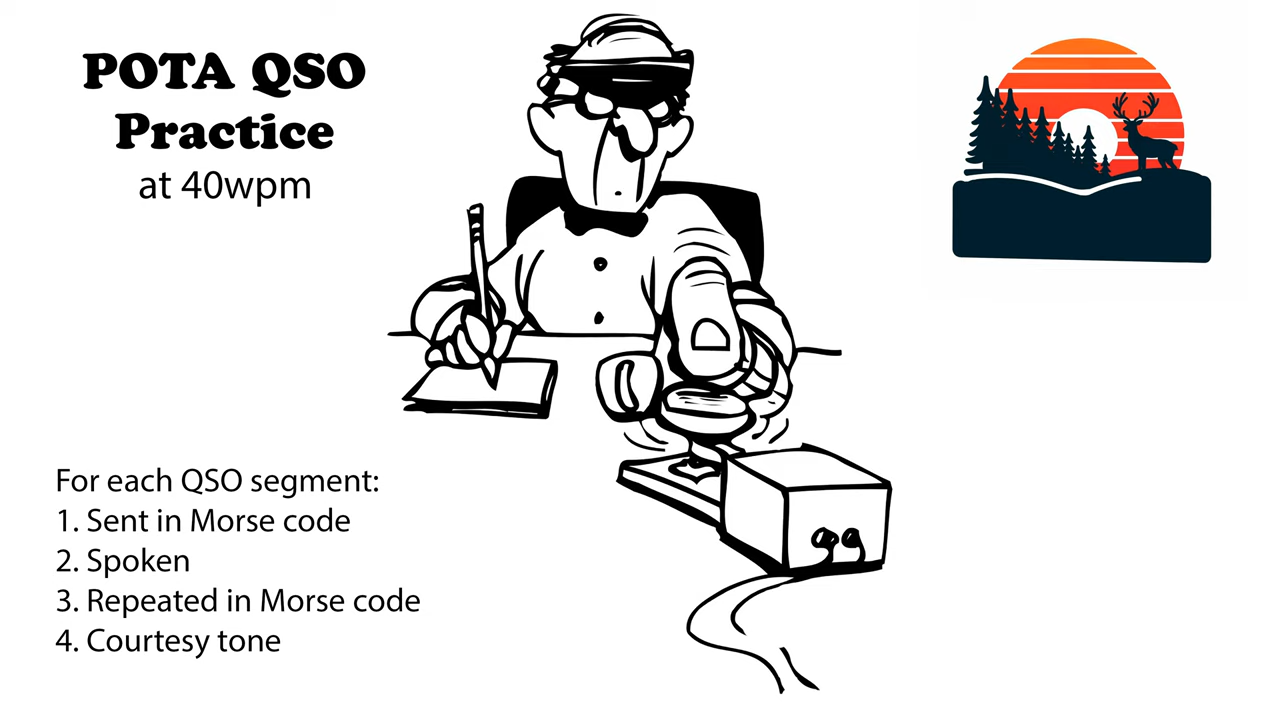 POTA QSO
Practice
at 40wpm
For each QSO segment:
1. Sent in Morse code
2. Spoken
3. Repeated in Morse code
4. Courtesy tone